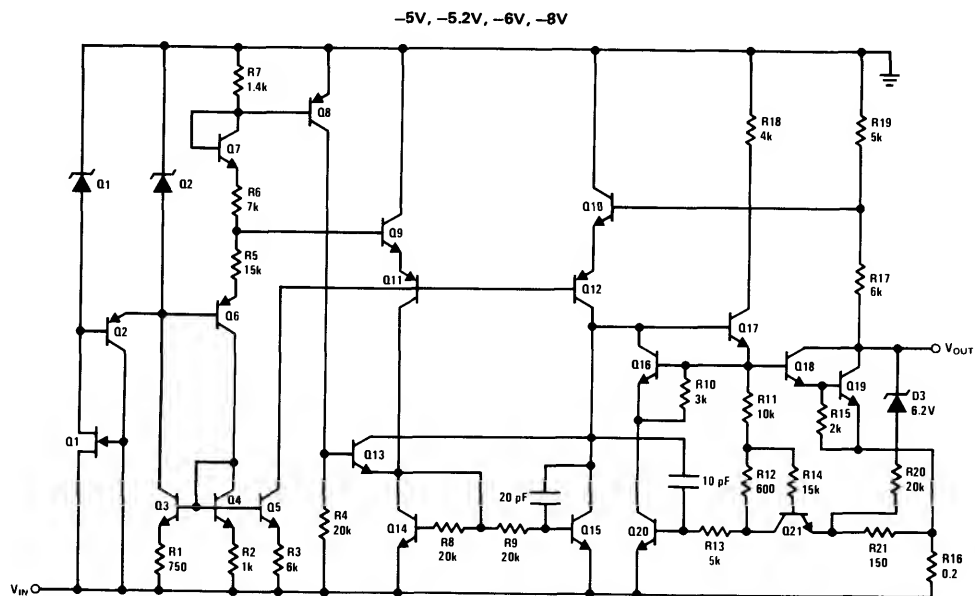 –5V, –5.2V, –6V, –8V
R7
1.4k
Q8
R18
4k
R19
5k
Q7
Q1
Q2
R6
7k
Q10
Q9
R5
15k
Q11
Q12
R17
6k
Q2
Q6
Q17
VOUT
Q16
Q18
R10
3k
Q19
D3
6.2V
R11
10k
R15
2k
Q1
Q13
10 pF
R12
600
R14
15k
R20
20k
20 pF
Q3
Q4
Q5
R4
20k
Q14
R8
20k
R9
20k
Q15
Q20
R13
5k
Q21
R21
150
R1
750
R2
1k
R3
6k
R16
0.2
VIN